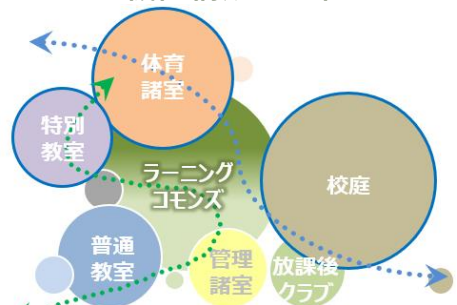 体育
諸室
特別
教室
ラーニング
コモンズ
校庭
普通
教室
管理
諸室
放課後
クラブ